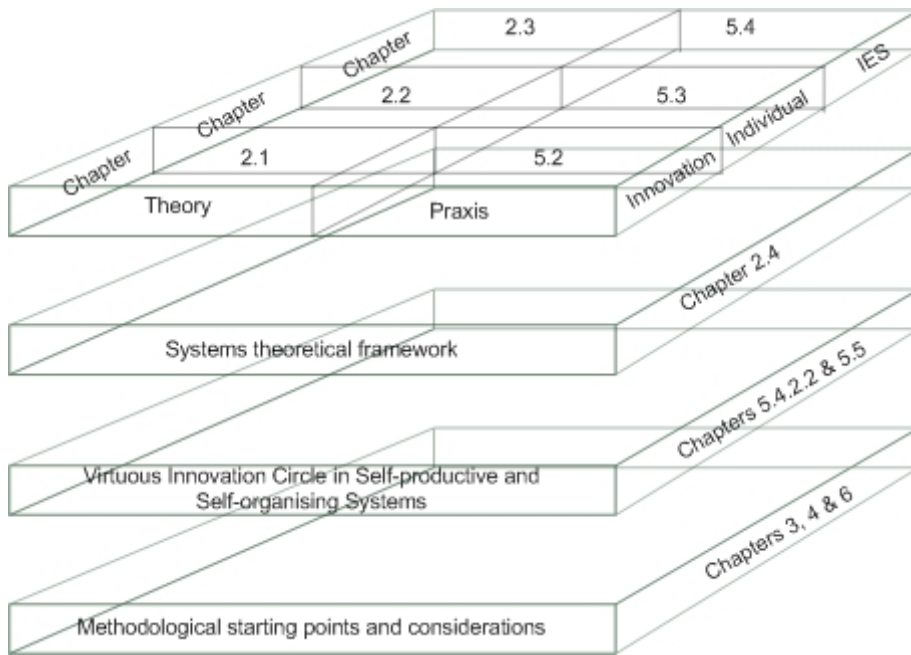 Chapter 2.3 5.4 IES
Chapter 2.2 5.3 Individual
Chapter 2.1 5.2 Innovation
Theory Praxis
Chapter 2.4
Systems theoretical framework
Chapters 5.4.2.2 & 5.5
Virtuous Innovation Circle in Self-productive and
Self-organising Systems
Chapters 3, 4 & 6
Methodological starting points and considerations